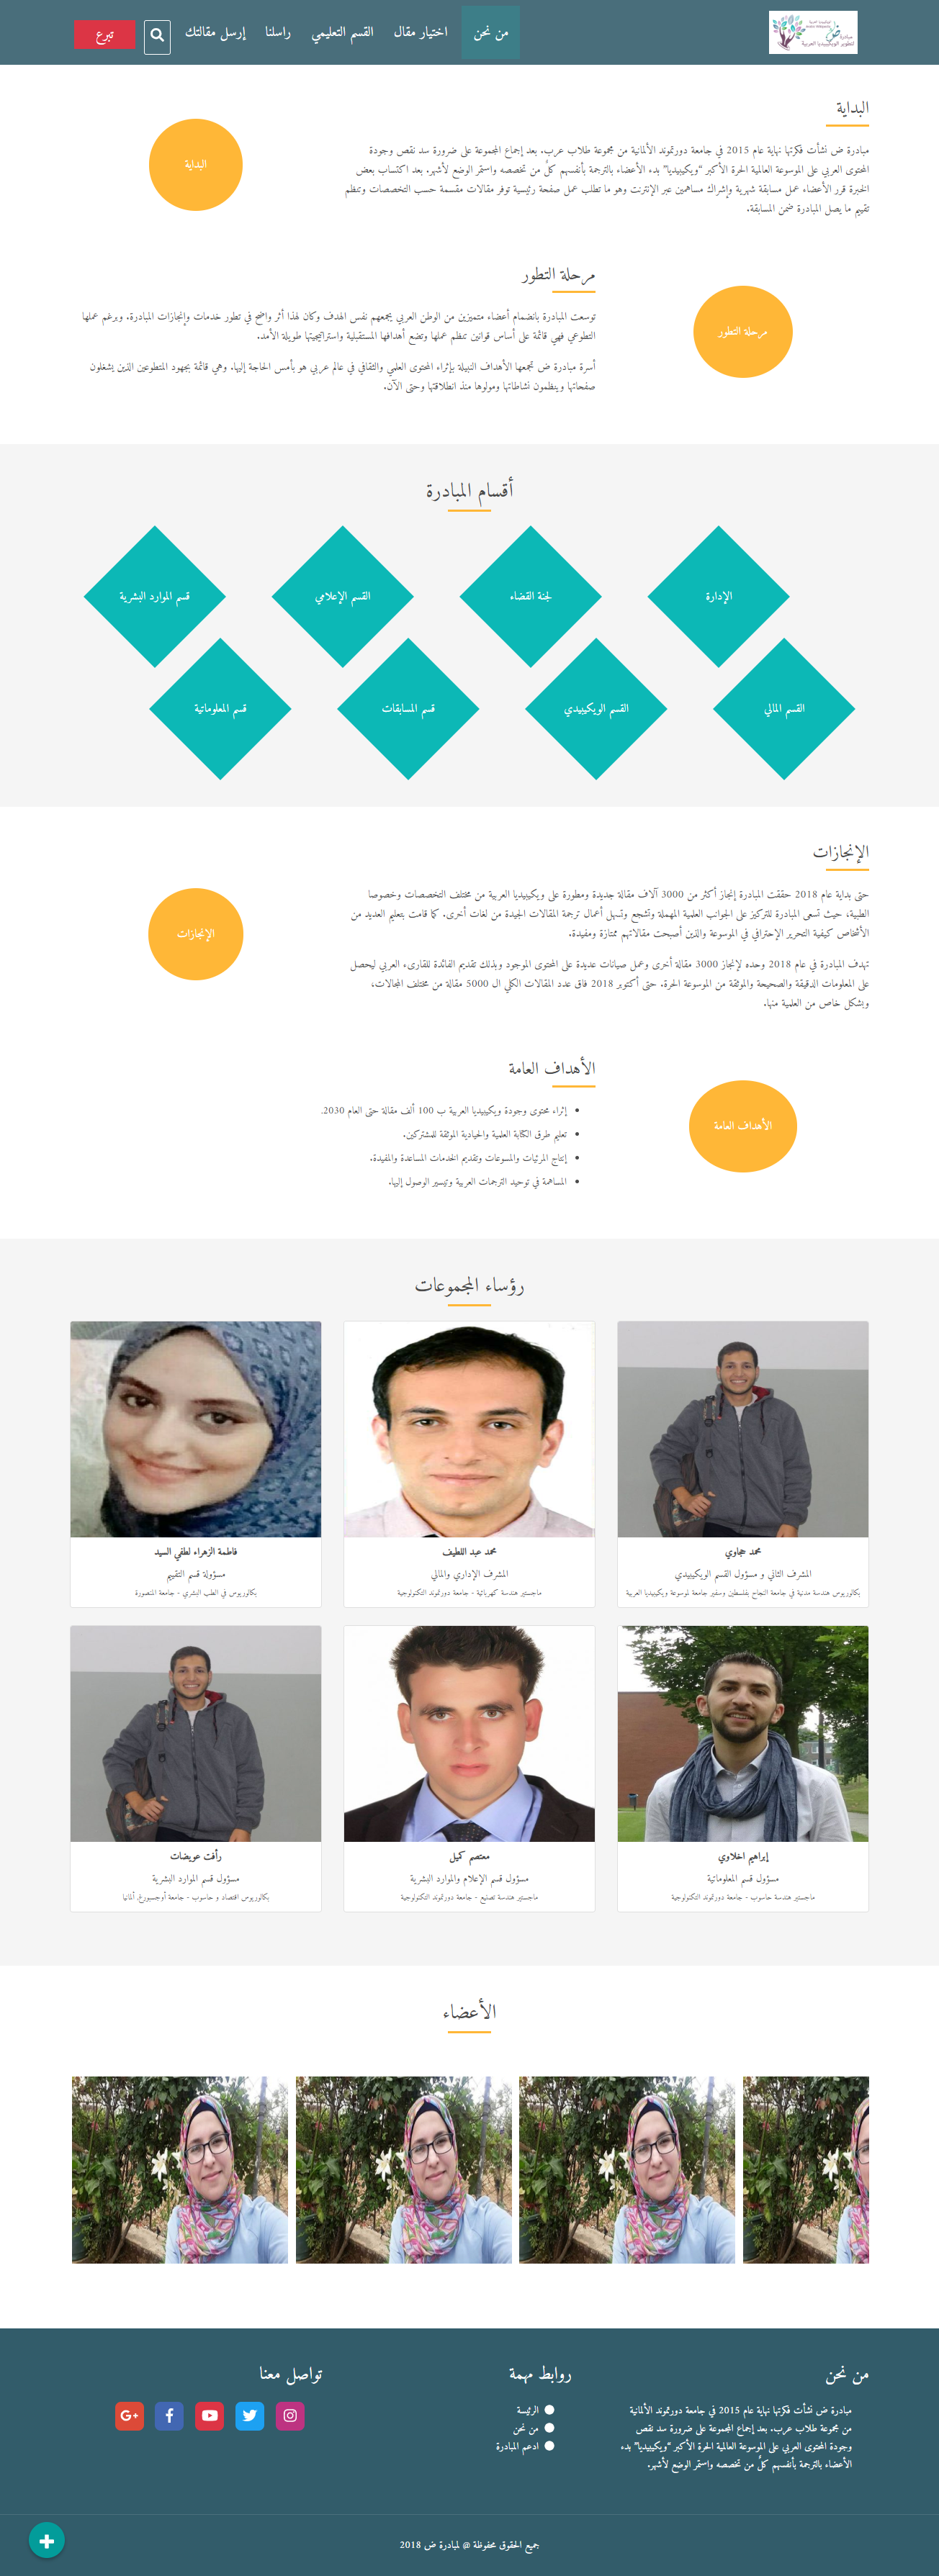 من نحن
اختيار مقال
القسم التعليمي
راسلنا
إرسل مقالتك
تبرع
البداية
مبادرة ض نشأت فكرتها نهاية عام 2015 في جامعة دورتموند الألمانية من مجموعة طلاب عرب. بعد إجماع المجموعة على ضرورة سد نقص وجودة
المحتوى العربي على الموسوعة العالمية الحرة الأكبر "ويكيبيديا" بدء الأعضاء بالترجمة بأنفسهم كلٌ من تخصصه واستمر الوضع لأشهر. بعد اكتساب بعض
الخبرة قرر الأعضاء عمل مسابقة شهرية وإشراك مساهمين عبر الإنترنت وهو ما تطلب عمل صفحة رئيسية توفر مقالات مقسمة حسب التخصصات وتنظم
تقييم ما يصل المبادرة ضمن المسابقة.
البداية
مرحلة التطور
مرحلة التطور
توسعت المبادرة بانضمام أعضاء متميزين من الوطن العربي يجمعهم نفس الهدف وكان لهذا أثر واضح في تطور خدمات وإنجازات المبادرة. وبرغم عملها
التطوعي فهي قائمة على أساس قوانين تنظم عملها وتضع أهدافها المستقبلية واستراتيجيتها طويلة الأمد.
أسرة مبادرة ض تجمعها الأهداف النبيلة بإثراء المحتوى العلمي والثقافي في عالم عربي هو بأمس الحاجة إليها. وهي قائمة بجهود المتطوعين الذين يشغلون
صفحاتها وينظمون نشاطاتها ومولوها منذ انطلاقتها وحتى الآن.
أقسام المبادرة
الإدارة
لجنة القضاء
القسم الإعلامي
قسم الموارد البشرية
القسم المالي
القسم الويكيبيدي
قسم المسابقات
قسم المعلوماتية
الإنجازات
حتى بداية عام 2018 حققت المبادرة إنجاز أكثر من 3000 آلاف مقالة جديدة ومطورة على ويكيبيديا العربية من مختلف التخصصات وخصوصا
الطبية، حيث تسعى المبادرة للتركيز على الجوانب العلمية المهملة وتشجع وتسهل أعمال ترجمة المقالات الجيدة من لغات أخرى. كما قامت بتعليم العديد من
الأشخاص كيفية التحرير الإحترافي في الموسوعة والذين أصبحت مقالاتهم ممتازة ومفيدة.
تهدف المبادرة في عام 2018 وحده لإنجاز 3000 مقالة أخرى وعمل صيانات عديدة على المحتوى الموجود وبذلك تقديم الفائدة للقارىء العربي ليحصل
على المعلومات الدقيقة والصحيحة والموثقة من الموسوعة الحرة. حتى أكتوبر 2018 فاق عدد المقالات الكلي ال 5000 مقالة من مختلف المجالات،
وبشكل خاص من العلمية منها.
الإنجازات
الأهداف العامة
الأهداف العامة
إثراء محتوى وجودة ويكيبيديا العربية ب 100 ألف مقالة حتى العام 2030.
تعليم طرق الكتابة العلمية والحيادية الموثقة للمشتركين.
إنتاج المرئيات والمسوعات وتقديم الخدمات المساعدة والمفيدة.
المساهمة في توحيد الترجمات العربية وتيسير الوصول إليها.
رؤساء المجموعات
محمد حجاوي
المشرف الثاني و مسؤول القسم الويكيبيدي
بكالوريوس هندسة مدنية في جامعة النجاح بفلسطين وسفير جامعة لموسوعة ويكيبيديا العربية
محمد عبد اللطيف
المشرف الإداري والمالي
ماجستير هندسة كهربائية - جامعة دورتموند التكنولوجية
فاطمة الزهراء لطفي السيد
مسؤولة قسم التقييم
بكالوريوس في الطب البشري - جامعة المنصورة
إبراهيم اخلاوي
مسؤول قسم المعلوماتية
ماجستير هندسة حاسوب - جامعة دورتموند التكنولوجية
معتصم كميل
مسؤول قسم الإعلام والموارد البشرية
ماجستير هندسة تصنيع - جامعة دورتموند التكنولوجية
رأفت عويضات
مسؤول قسم الموارد البشرية
بكالوريوس اقتصاد و حاسوب - جامعة أوجسبورغ، ألمانيا
الأعضاء
من نحن
مبادرة ض نشأت فكرتها نهاية عام 2015 في جامعة دورتموند الألمانية
من مجموعة طلاب عرب. بعد إجماع المجموعة على ضرورة سد نقص
وجودة المحتوى العربي على الموسوعة العالمية الحرة الأكبر "ويكيبيديا" بدء
الأعضاء بالترجمة بأنفسهم كلٌ من تخصصه واستمر الوضع لأشهر.
روابط مهمة
الرئيسة
من نحن
ادعم المبادرة
تواصل معنا
جميع الحقوق محفوظة @ لمبادرة ض 2018